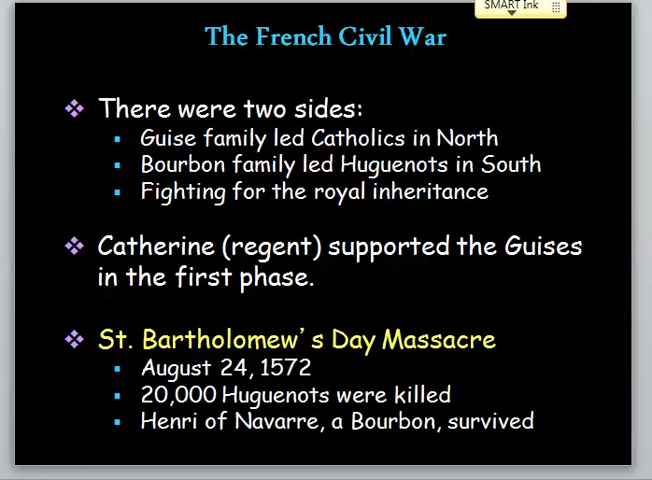 SMART Ink
The French Civil War
There were two sides:
Guise family led Catholics in North
Bourbon family led Huguenots in South
Fighting for the royal inheritance
Catherine (regent) supported the Guises
in the first phase.
St. Bartholomew’s Day Massacre
August 24, 1572
20,000 Huguenots were killed
Henri of Navarre, a Bourbon, survived